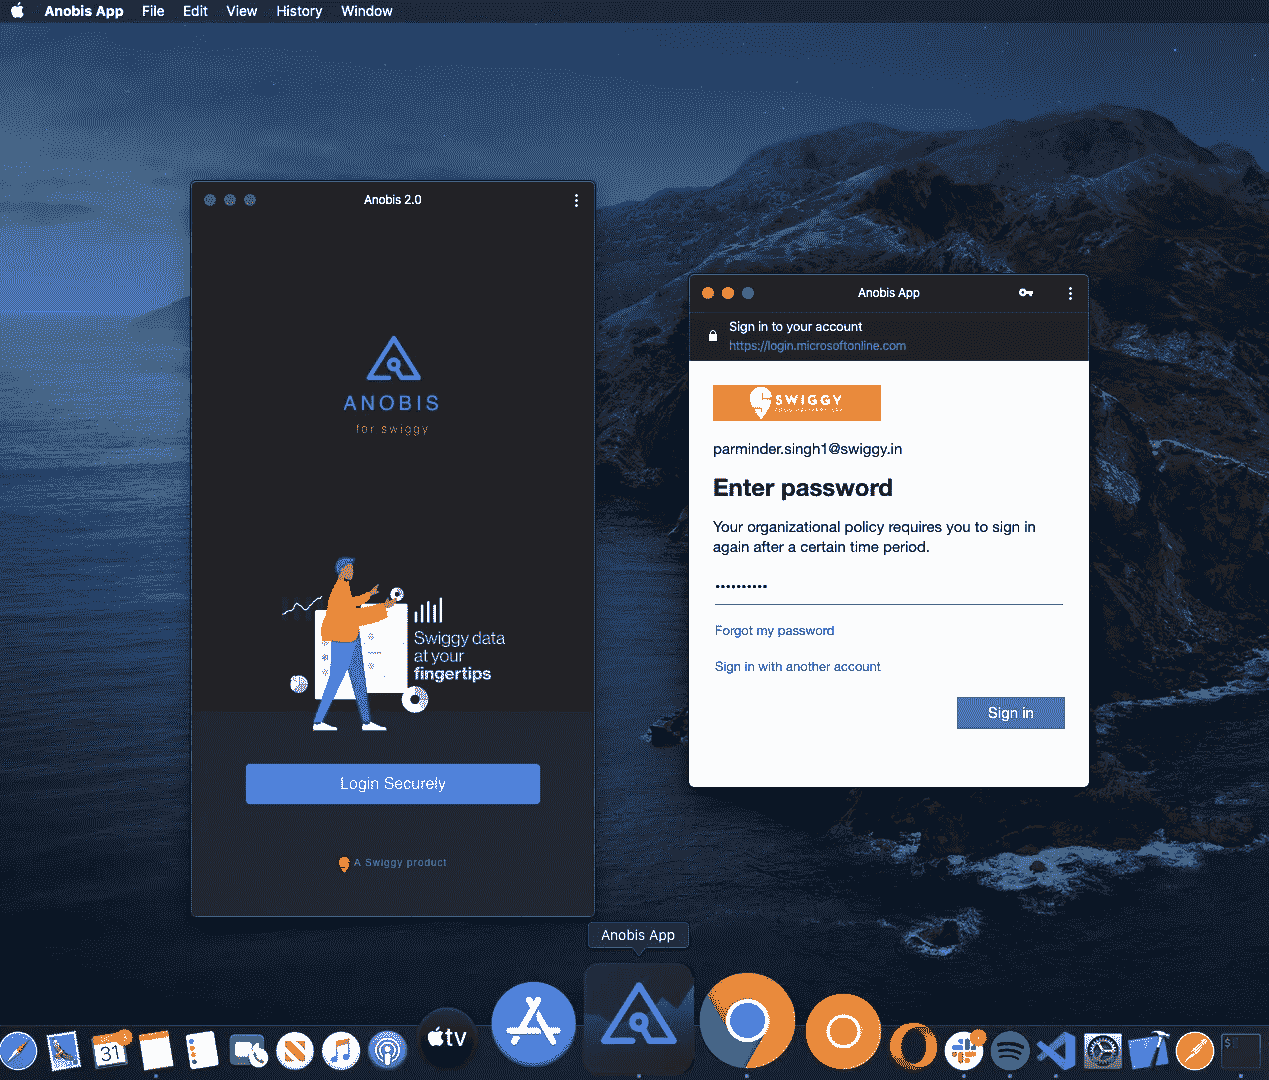 Anobis App File Edit View History Window
Anobis 2.0
ANOBIS
for swiggy
Swiggy data
at your
fingertips
Login Securely
A Swiggy product
Anobis App
Sign in to your account
https://login.microsoftonline.com
SWIGGY
parminder.singh1@swiggy.in
Enter password
Your organizational policy requires you to sign in
again after a certain time period.
Forgot my password
Sign in with another account
Sign in
Anobis App
31
tv
$